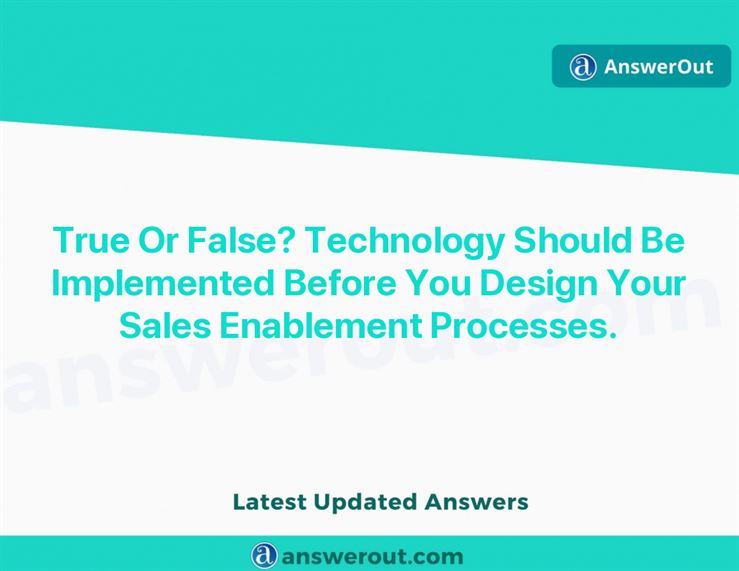 a AnswerOut
True Or False? Technology Should Be
Implemented Before You Design Your
Sales Enablement Processes.
answerout.com
Latest Updated Answers
a answerout.com